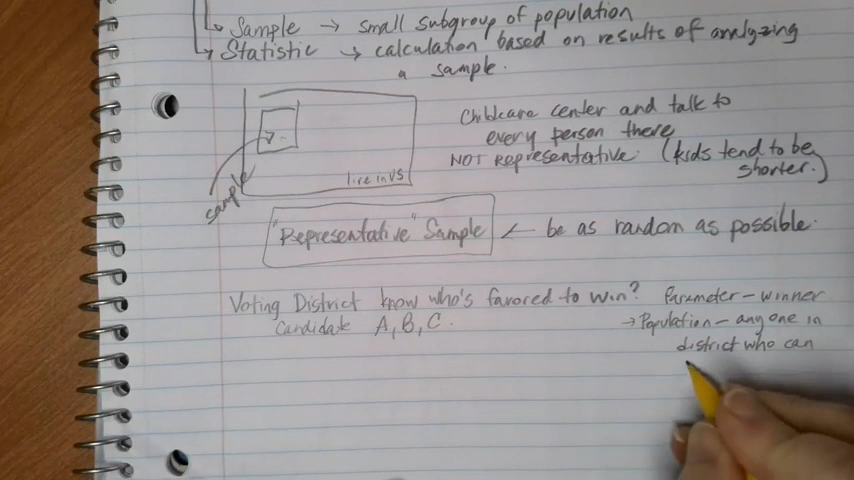 Sample → small subgroup of population
Statistic → calculation based on results of analyzing
a sample.
Childcare center and talk to
every person there
NOT Representative. (kids tend to be
shorter.)
live in US
sample
"Representative" Sample ← be as random as possible.
Voting District know who's favored to win? Parameter - winner
Candidate A, B, C.
→ Population - anyone in
district who can